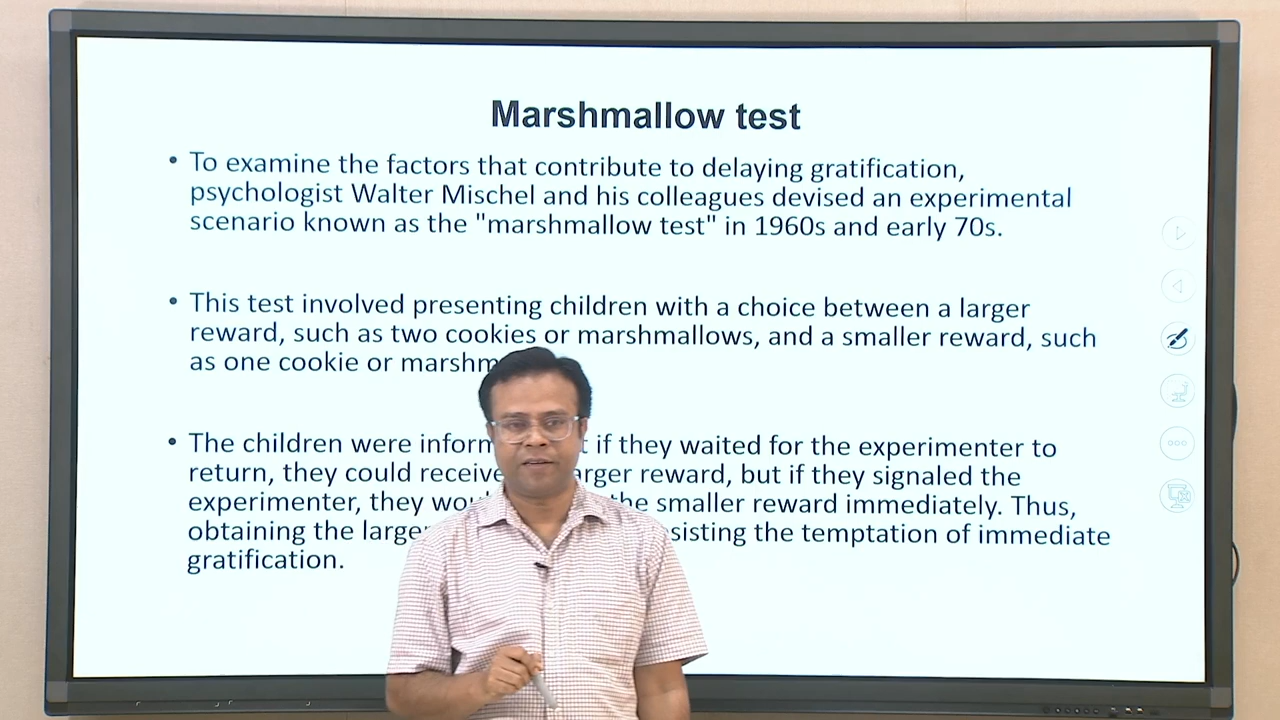 Marshmallow test
• To examine the factors that contribute to delaying gratification,
psychologist Walter Mischel and his colleagues devised an experimental
scenario known as the "marshmallow test" in 1960s and early 70s.
• This test involved presenting children with a choice between a larger
reward, such as two cookies or marshmallows, and a smaller reward, such
as one cookie or
• The children were if they waited for the experimenter to
return, they could receive reward, but if they signaled the
experimenter, they the smaller reward immediately. Thus,
obtaining the the temptation of immediate
gratification.